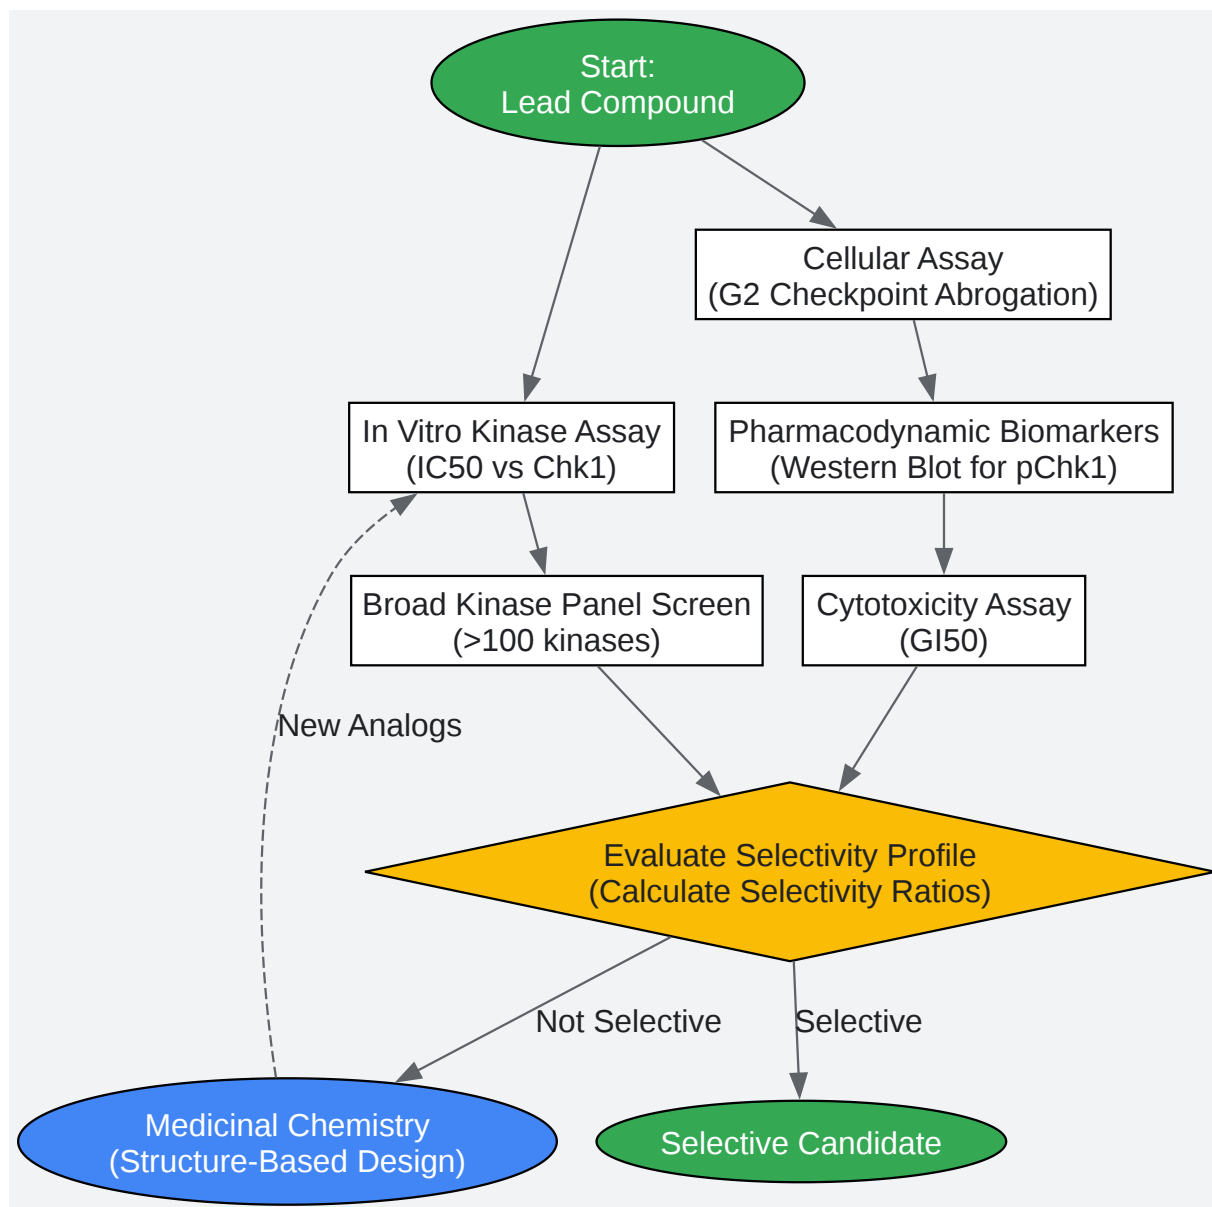 Start:
Lead Compound
Cellular Assay
(G2 Checkpoint Abrogation)
In Vitro Kinase Assay
(IC50 vs Chk1)
Pharmacodynamic Biomarkers
(Western Blot for pChk1)
Broad Kinase Panel Screen
(>100 kinases)
Cytotoxicity Assay
(GI50)
New Analogs
Evaluate Selectivity Profile
(Calculate Selectivity Ratios)
Not Selective
Selective
Medicinal Chemistry
(Structure-Based Design)
Selective Candidate